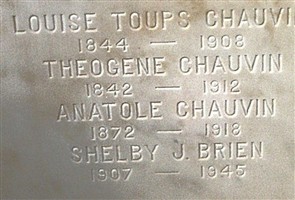 LOUISE TOUPS CHAUVI
1844 — 1908
THEOGENE CHAUVIN
1842 — 1912
ANATOLE CHAUVIN
1872 — 1918
SHELBY J. BRIEN
1907 — 1945